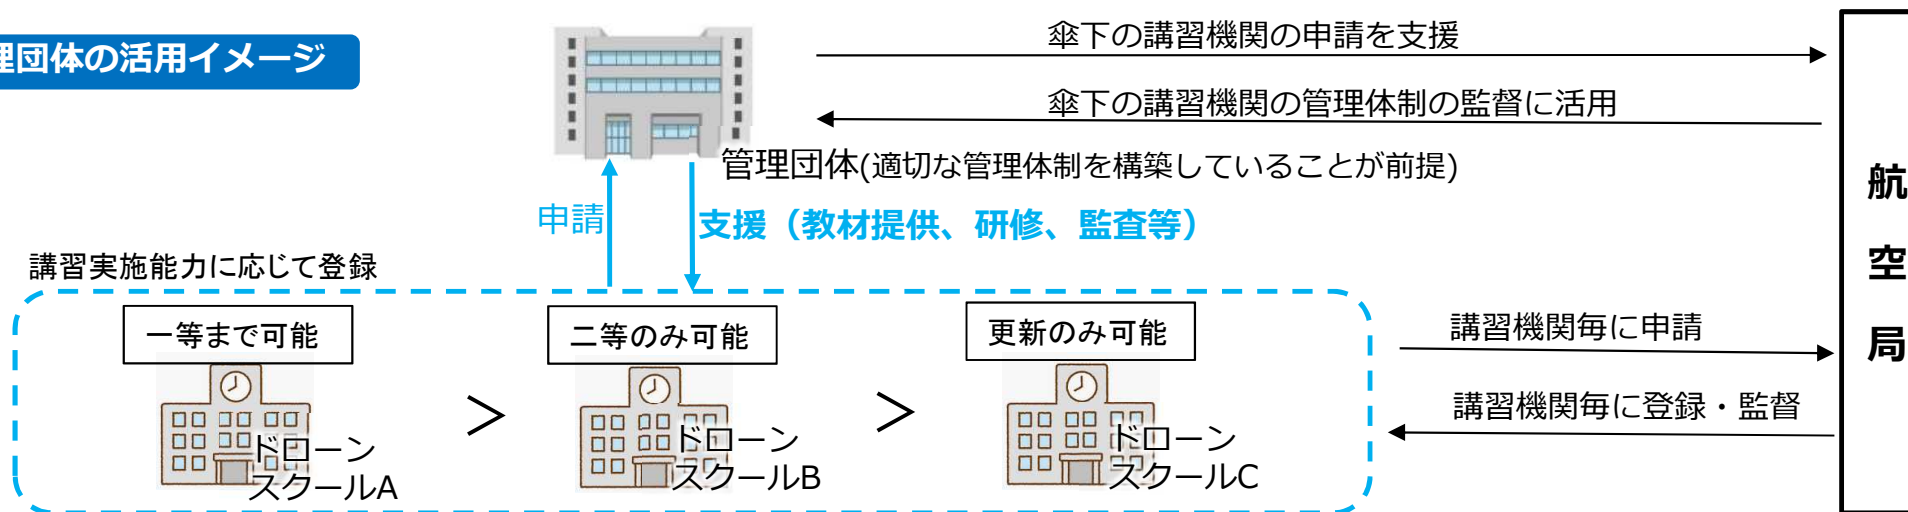 理団体の活用イメージ
傘下の講習機関の申請を支援
傘下の講習機関の管理体制の監督に活用
管理団体(適切な管理体制を構築していることが前提)
申請
支援（教材提供、研修、監査等）
講習実施能力に応じて登録
一等まで可能
二等のみ可能
更新のみ可能
ドローン
スクールA
＞
ドローン
スクールB
＞
ドローン
スクールC
講習機関毎に申請
講習機関毎に登録・監督
航
空
局